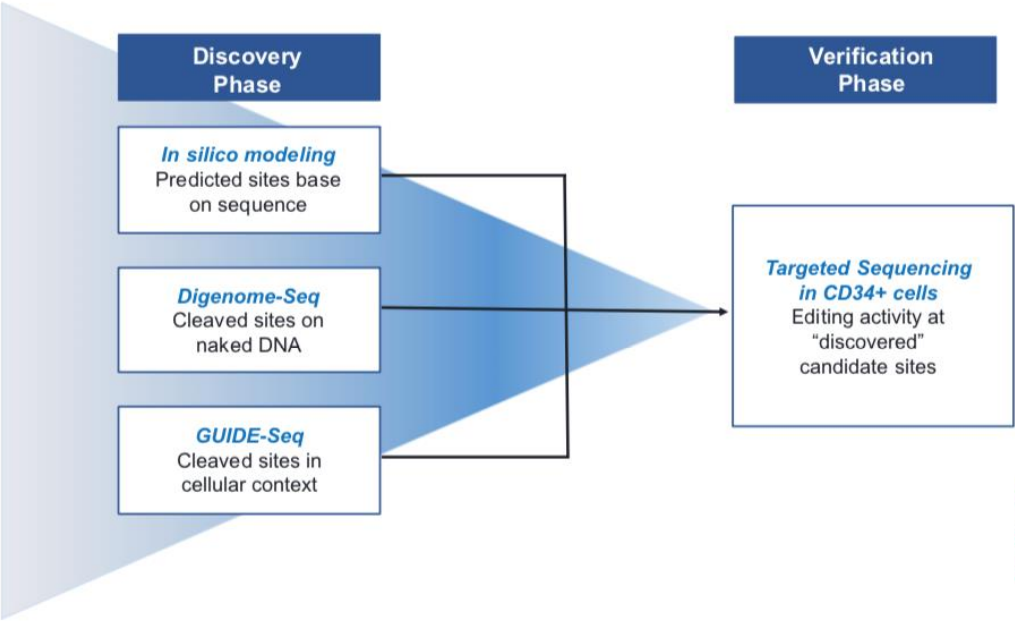 Discovery
Phase
In silico modeling
Predicted sites base
on sequence
Digenome-Seq
Cleaved sites on
naked DNA
GUIDE-Seq
Cleaved sites in
cellular context
Verification
Phase
Targeted Sequencing
in CD34+ cells
Editing activity at
“discovered”
candidate sites